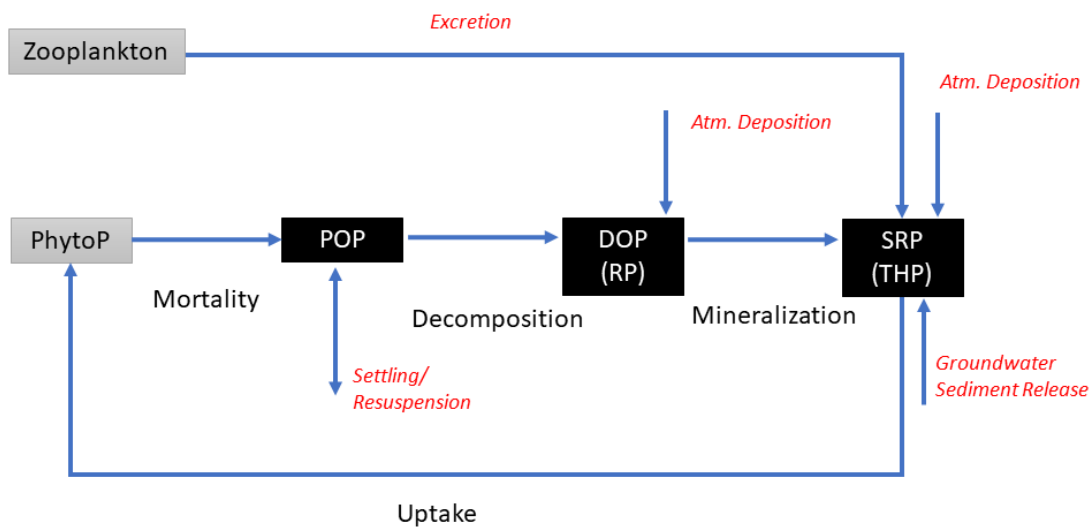 Excretion
Zooplankton
Atm. Deposition
Atm. Deposition
PhytoP
POP
DOP
(RP)
SRP
(THP)
Mortality
Decomposition
Mineralization
Settling/
Resuspension
Groundwater
Sediment Release
Uptake